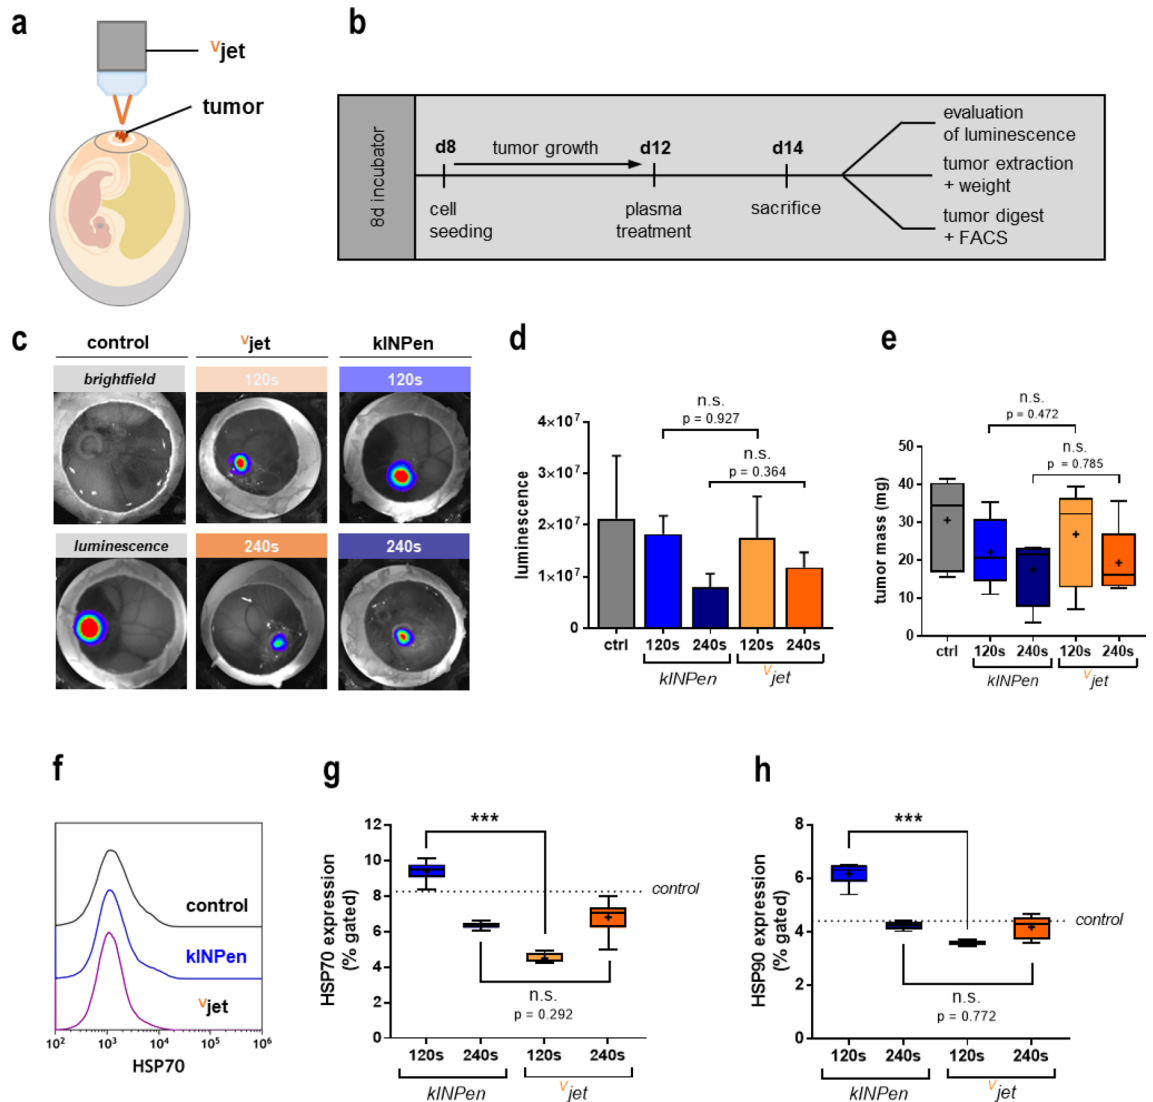 a
Vjet
tumor
b
8d incubator
d8
tumor growth
d12
d14
cell
seeding
plasma
treatment
sacrifice
evaluation
of luminescence
tumor extraction
+ weight
tumor digest
+ FACS
c
control
Vjet
kINPen
brightfield
120s
120s
luminescence
240s
240s
d
n.s.
p = 0.927
n.s.
p = 0.364
luminescence
4×10⁷
3×10⁷
2×10⁷
1×10⁷
0
ctrl
120s
240s
120s
240s
kINPen
Vjet
e
n.s.
p = 0.472
n.s.
p = 0.785
tumor mass (mg)
50
40
30
20
10
0
ctrl
120s
240s
120s
240s
kINPen
Vjet
f
control
kINPen
Vjet
10²
10³
10⁴
10⁵
10⁶
HSP70
g
HSP70 expression
(% gated)
12
10
8
6
4
2
0
***
control
n.s.
p = 0.292
120s
240s
120s
240s
kINPen
Vjet
h
HSP90 expression
(% gated)
8
6
4
2
0
***
control
n.s.
p = 0.772
120s
240s
120s
240s
kINPen
Vjet